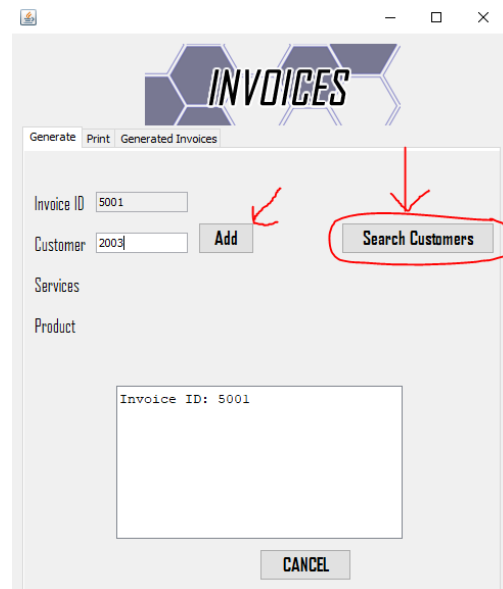 INVOICES
Generate Print Generated Invoices
Invoice ID 5001
Customer 2003 Add Search Customers
Services
Product
Invoice ID: 5001
CANCEL